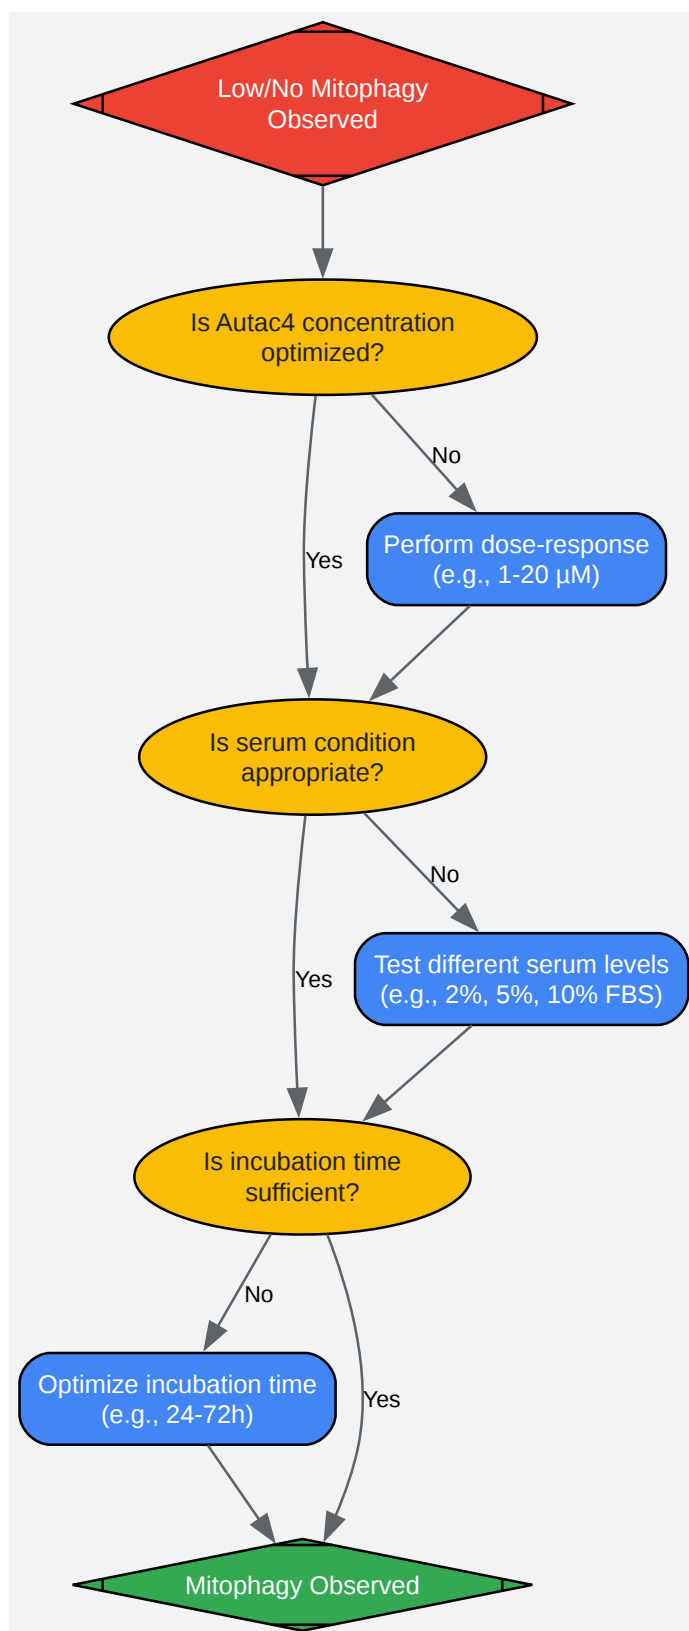 Low/No Mitophagy
Observed
Is Autac4 concentration
optimized?
No
Yes
Perform dose-response
(e.g., 1-20 µM)
Is serum condition
appropriate?
No
Yes
Test different serum levels
(e.g., 2%, 5%, 10% FBS)
Is incubation time
sufficient?
No
Optimize incubation time
(e.g., 24-72h)
Yes
Mitophagy Observed